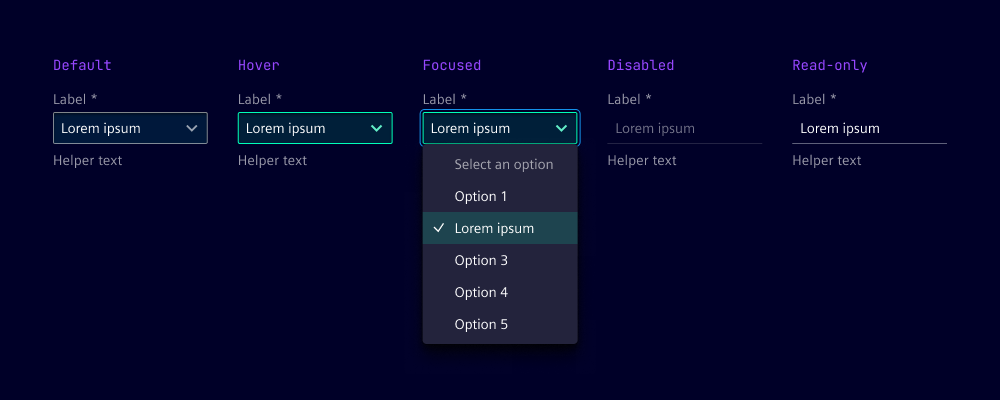 Default
Label *
Lorem ipsum
Helper text
Hover
Label *
Lorem ipsum
Helper text
Focused
Label *
Lorem ipsum
Select an option
Option 1
Lorem ipsum
Option 3
Option 4
Option 5
Disabled
Label *
Lorem ipsum
Helper text
Read-only
Label *
Lorem ipsum
Helper text